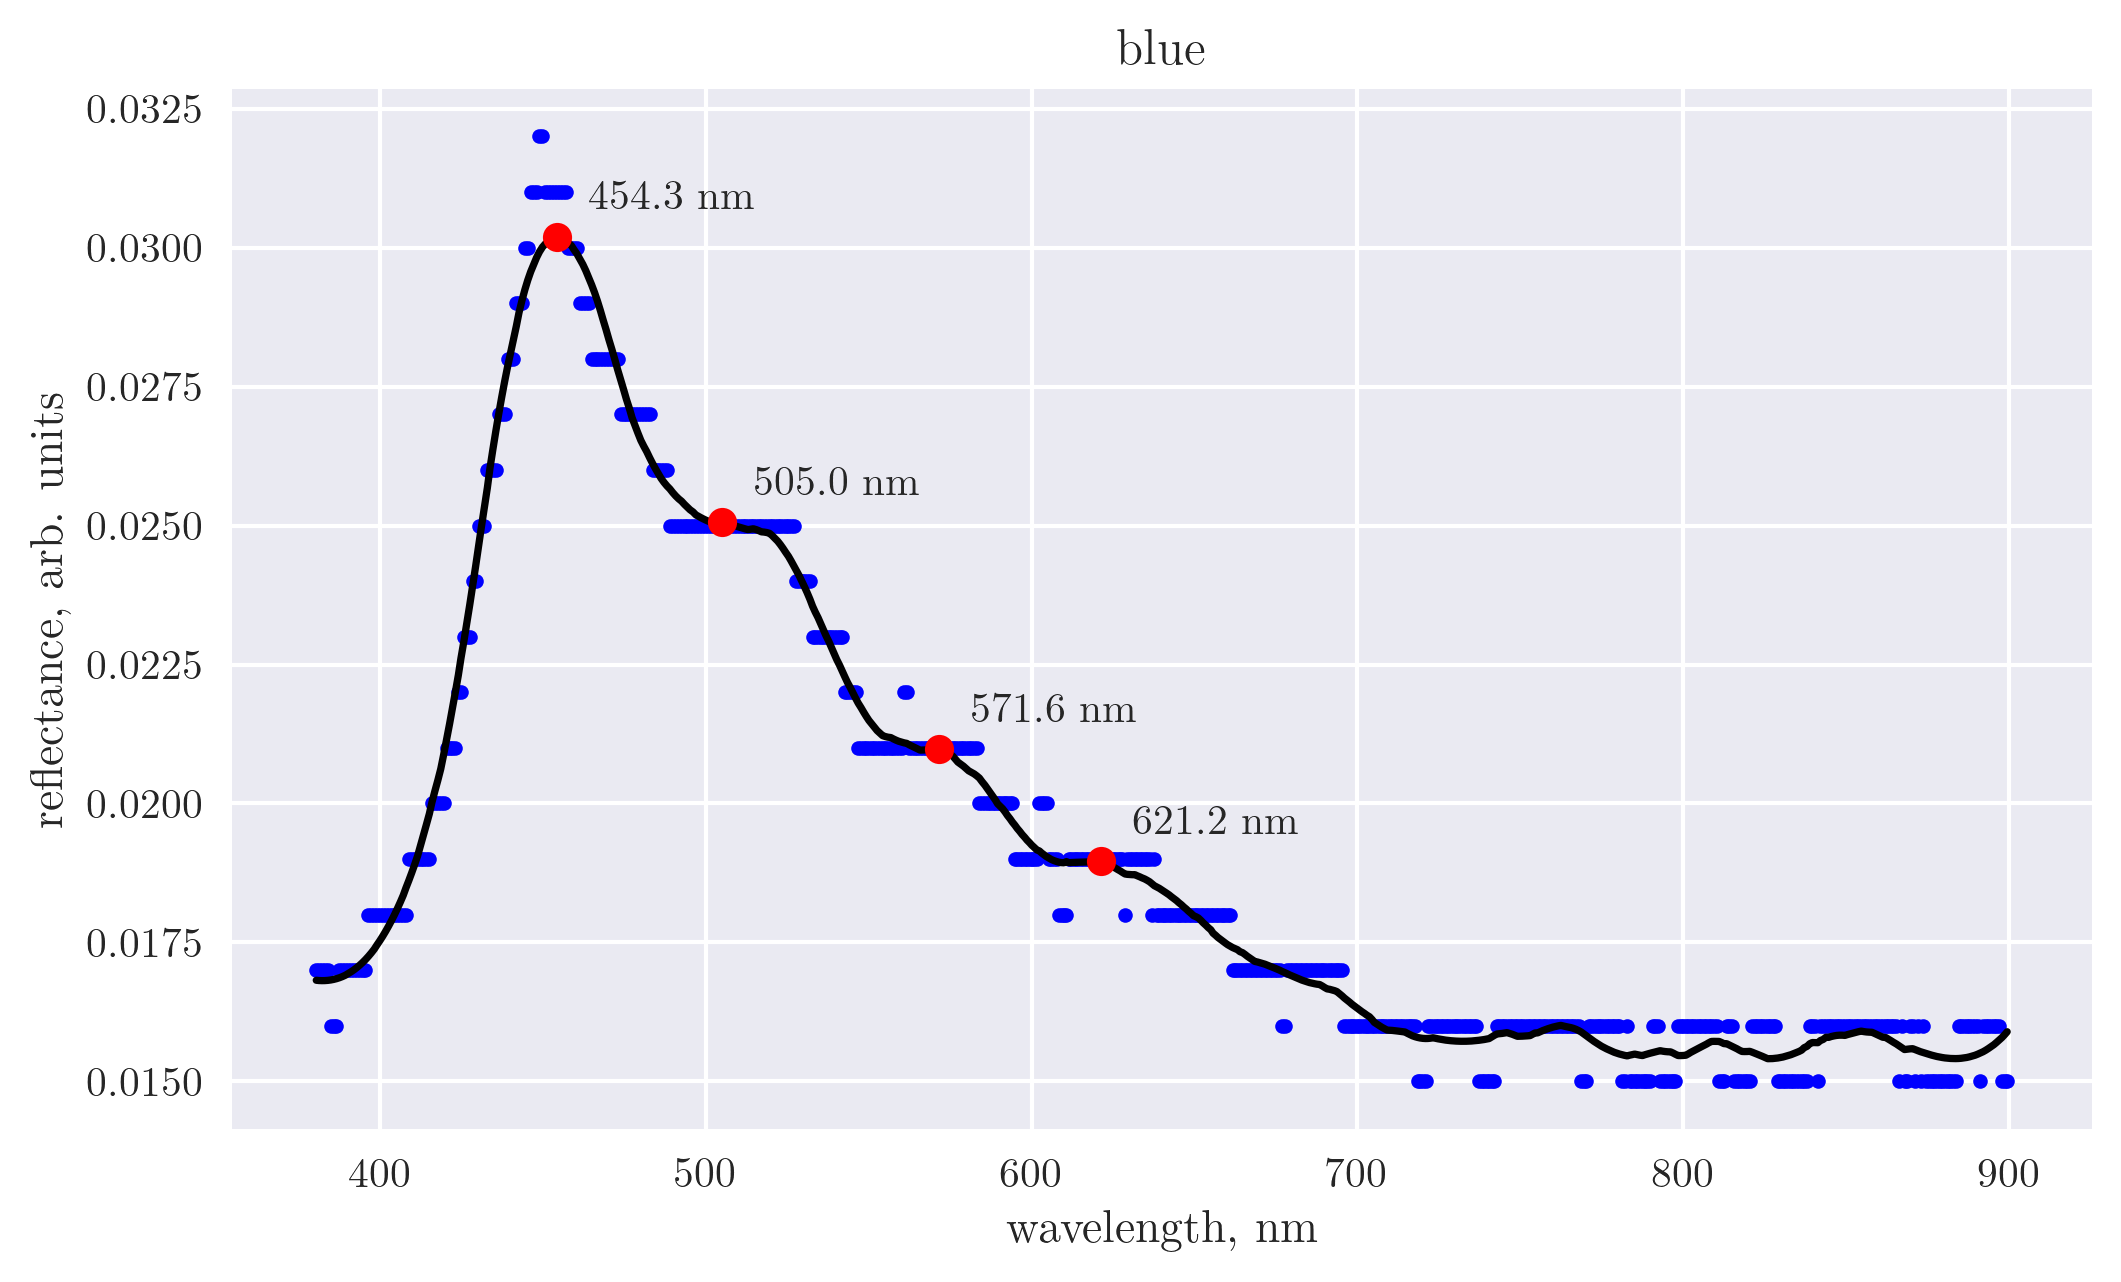 blue
0.0325
0.0300
0.0275
0.0250
0.0225
0.0200
0.0175
0.0150
reflectance, arb. units
454.3 nm
505.0 nm
571.6 nm
621.2 nm
400 500 600 700 800 900
wavelength, nm